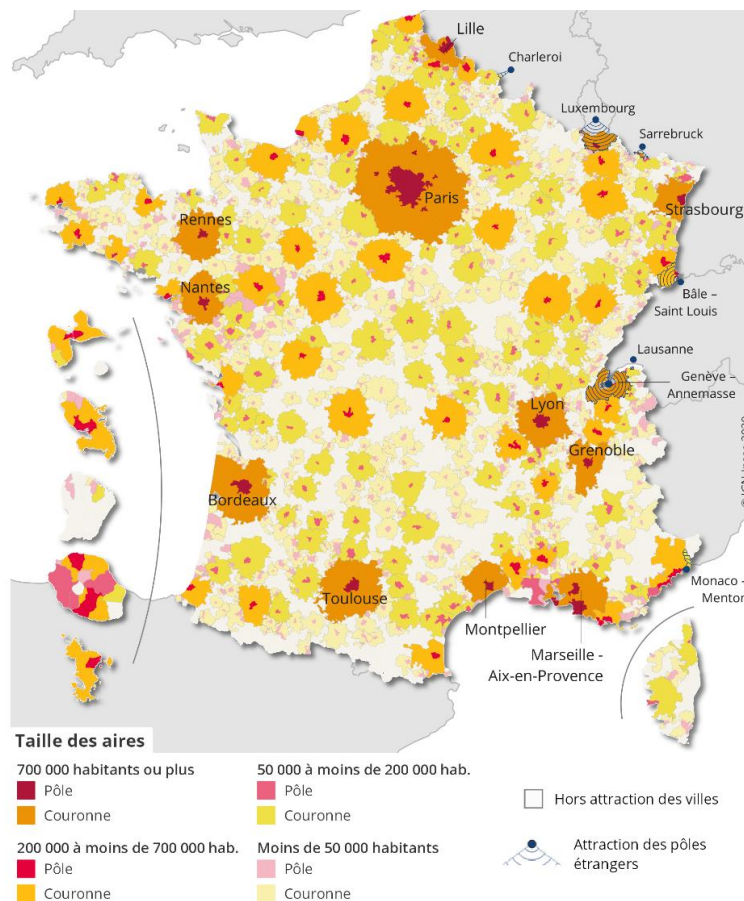 Lille
Charleroi
Luxembourg
Sarrebruck
Paris
Strasbourg
Rennes
Nantes
Bâle –
Saint Louis
Lausanne
Genève –
Annemasse
Lyon
Grenoble
Bordeaux
Toulouse
Monaco –
Menton
Montpellier
Marseille -
Aix-en-Provence
Taille des aires
700 000 habitants ou plus
Pôle
Couronne
200 000 à moins de 700 000 hab.
Pôle
Couronne
50 000 à moins de 200 000 hab.
Pôle
Couronne
Moins de 50 000 habitants
Pôle
Couronne
Hors attraction des villes
Attraction des pôles
étrangers